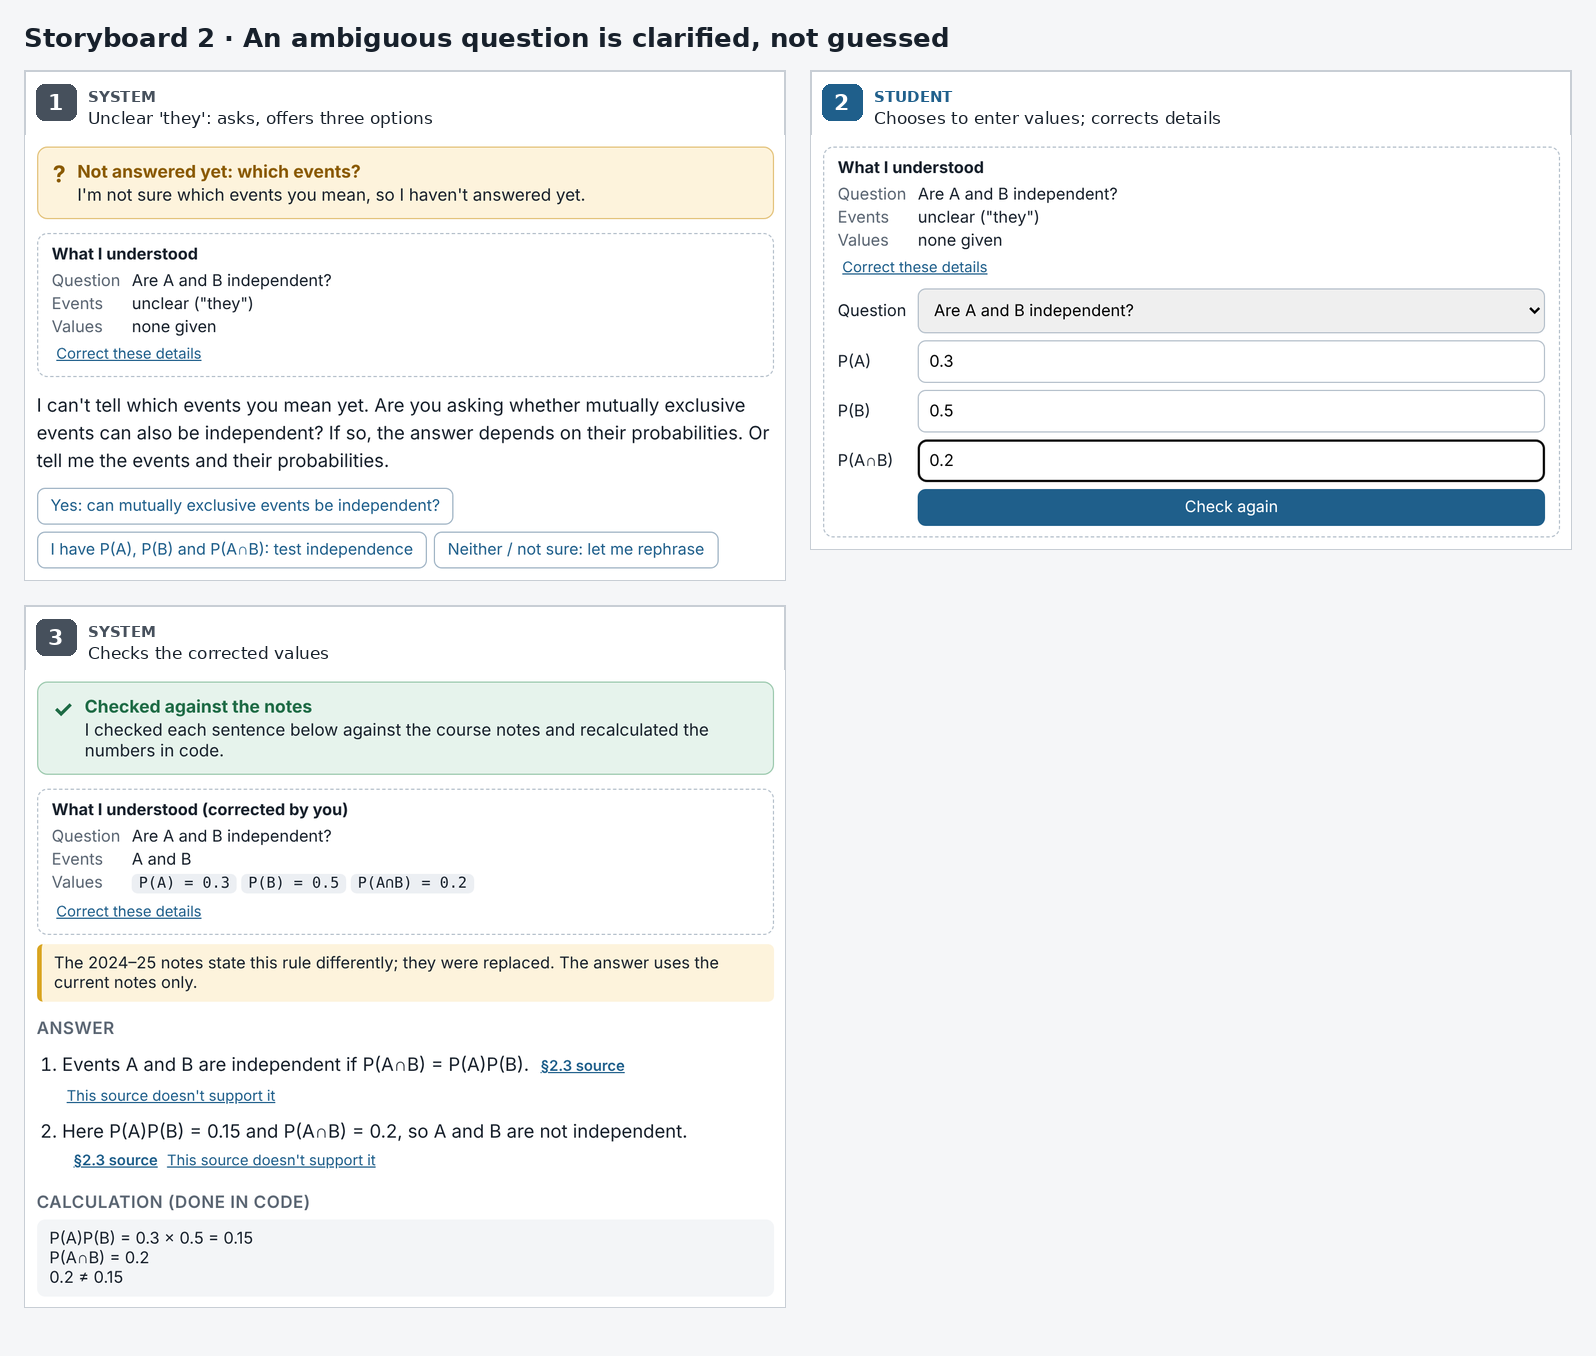 Storyboard 2 · An ambiguous question is clarified, not guessed
1
SYSTEM
Unclear 'they': asks, offers three options
? Not answered yet: which events?
I'm not sure which events you mean, so I haven't answered yet.
What I understood
Question Are A and B independent?
Events unclear ("they")
Values none given
Correct these details
I can't tell which events you mean yet. Are you asking whether mutually exclusive
events can also be independent? If so, the answer depends on their probabilities. Or
tell me the events and their probabilities.
Yes: can mutually exclusive events be independent?
I have P(A), P(B) and P(A∩B): test independence
Neither / not sure: let me rephrase
2
STUDENT
Chooses to enter values; corrects details
What I understood
Question Are A and B independent?
Events unclear ("they")
Values none given
Correct these details
Question Are A and B independent?
P(A) 0.3
P(B) 0.5
P(A∩B) 0.2
Check again
3
SYSTEM
Checks the corrected values
✓ Checked against the notes
I checked each sentence below against the course notes and recalculated the
numbers in code.
What I understood (corrected by you)
Question Are A and B independent?
Events A and B
Values P(A) = 0.3 P(B) = 0.5 P(A∩B) = 0.2
Correct these details
The 2024–25 notes state this rule differently; they were replaced. The answer uses the
current notes only.
ANSWER
1. Events A and B are independent if P(A∩B) = P(A)P(B). §2.3 source
This source doesn't support it
2. Here P(A)P(B) = 0.15 and P(A∩B) = 0.2, so A and B are not independent.
§2.3 source This source doesn't support it
CALCULATION (DONE IN CODE)
P(A)P(B) = 0.3 × 0.5 = 0.15
P(A∩B) = 0.2
0.2 ≠ 0.15